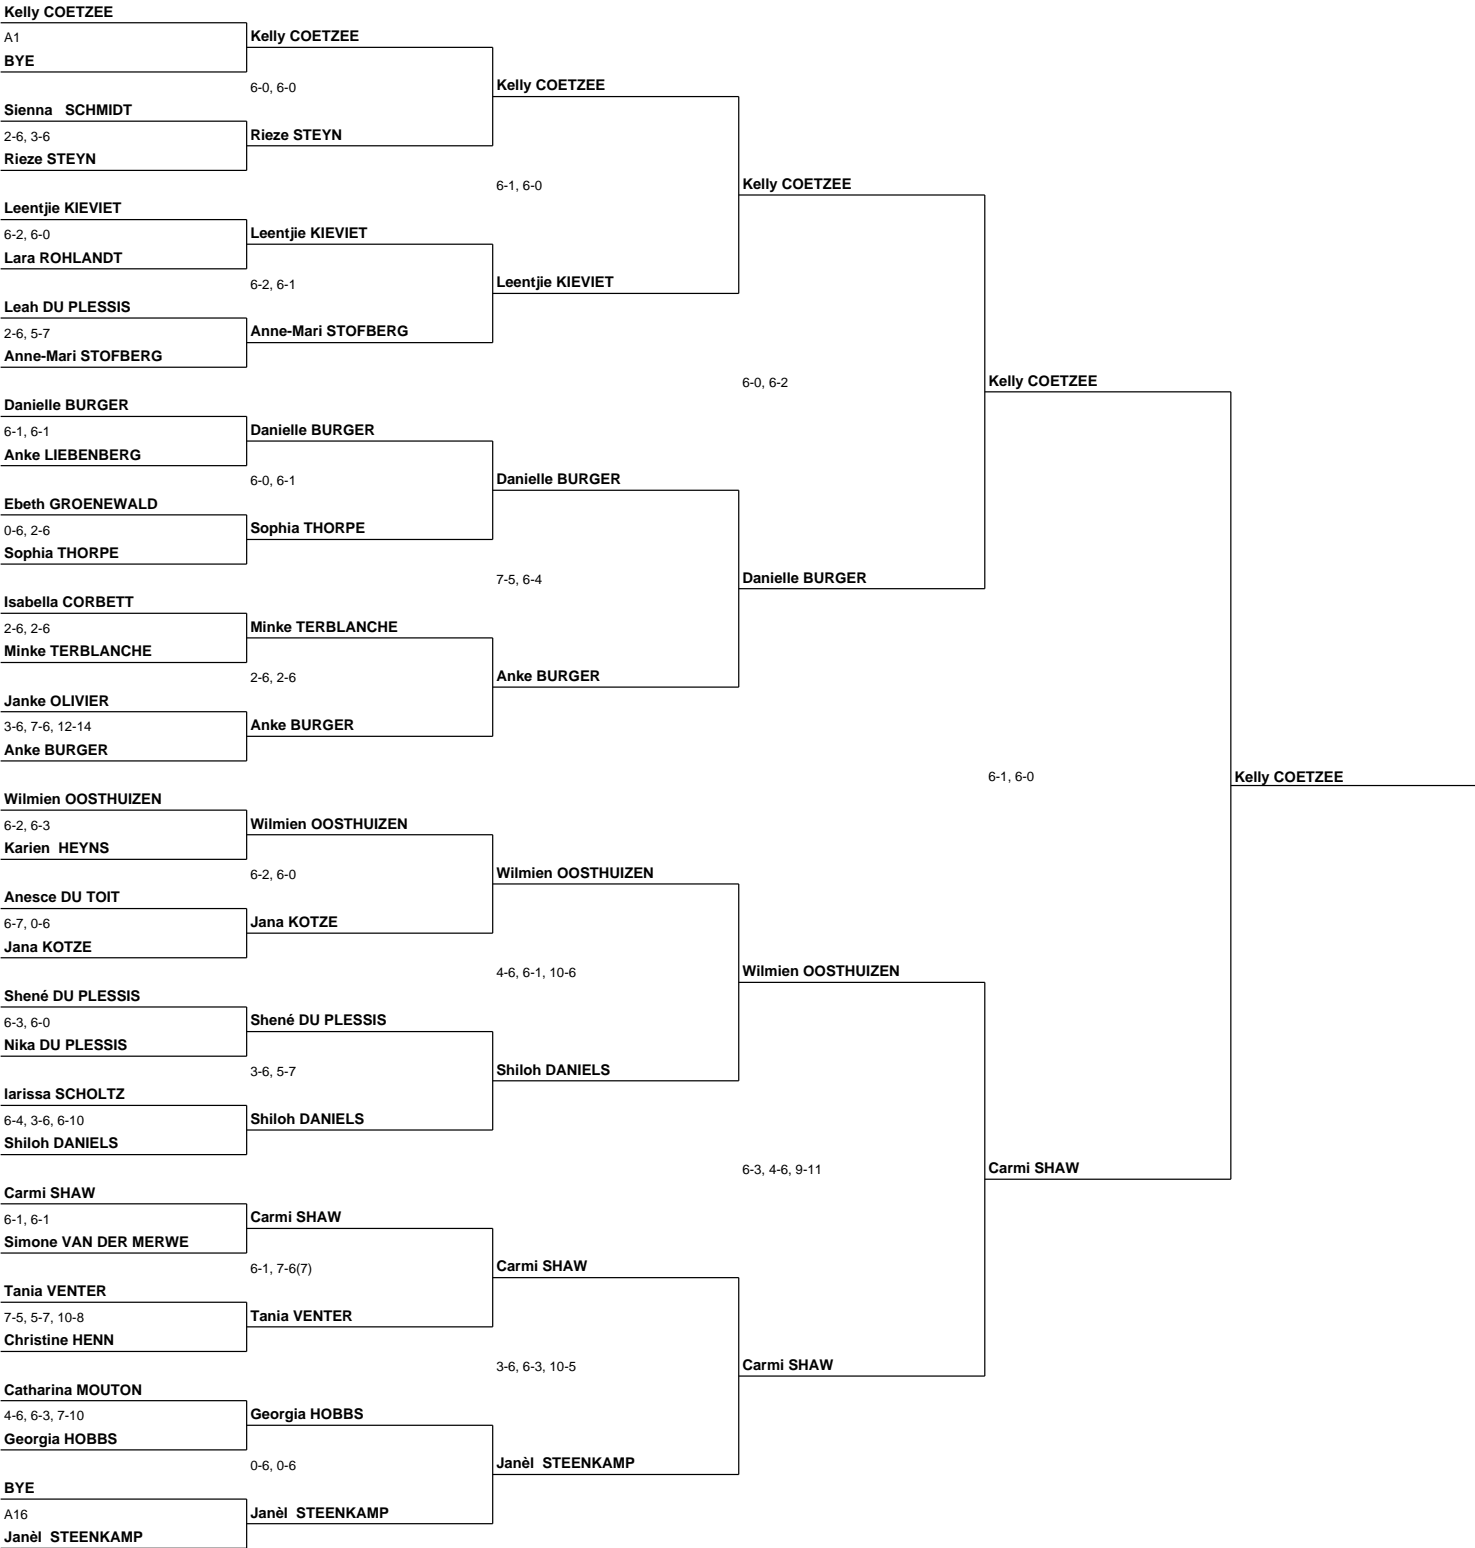 Kelly COETZEE
A1
BYE
Sienna SCHMIDT
2-6, 3-6
Rieze STEYN
Leentjie KIEVIET
6-2, 6-0
Lara ROHLANDT
Leah DU PLESSIS
2-6, 5-7
Anne-Mari STOFBERG
Danielle BURGER
6-1, 6-1
Anke LIEBENBERG
Ebeth GROENEWALD
0-6, 2-6
Sophia THORPE
Isabella CORBETT
2-6, 2-6
Minke TERBLANCHE
Janke OLIVIER
3-6, 7-6, 12-14
Anke BURGER
Wilmien OOSTHUIZEN
6-2, 6-3
Karien HEYNS
Anesce DU TOIT
6-7, 0-6
Jana KOTZE
Shené DU PLESSIS
6-3, 6-0
Nika DU PLESSIS
larissa SCHOLTZ
6-4, 3-6, 6-10
Shiloh DANIELS
Carmi SHAW
6-1, 6-1
Simone VAN DER MERWE
Tania VENTER
7-5, 5-7, 10-8
Christine HENN
Catharina MOUTON
4-6, 6-3, 7-10
Georgia HOBBS
BYE
A16
Janèl STEENKAMP
Kelly COETZEE
6-0, 6-0
Rieze STEYN
Leentjie KIEVIET
6-2, 6-1
Anne-Mari STOFBERG
Danielle BURGER
6-0, 6-1
Sophia THORPE
Minke TERBLANCHE
2-6, 2-6
Anke BURGER
Wilmien OOSTHUIZEN
6-2, 6-0
Jana KOTZE
Shené DU PLESSIS
3-6, 5-7
Shiloh DANIELS
Carmi SHAW
6-1, 7-6(7)
Tania VENTER
Georgia HOBBS
0-6, 0-6
Janèl STEENKAMP
Kelly COETZEE
6-1, 6-0
Leentjie KIEVIET
Danielle BURGER
7-5, 6-4
Anke BURGER
Wilmien OOSTHUIZEN
4-6, 6-1, 10-6
Shiloh DANIELS
Carmi SHAW
3-6, 6-3, 10-5
Janèl STEENKAMP
Kelly COETZEE
6-0, 6-2
Danielle BURGER
Wilmien OOSTHUIZEN
6-3, 4-6, 9-11
Carmi SHAW
Kelly COETZEE
6-1, 6-0
Carmi SHAW
Kelly COETZEE